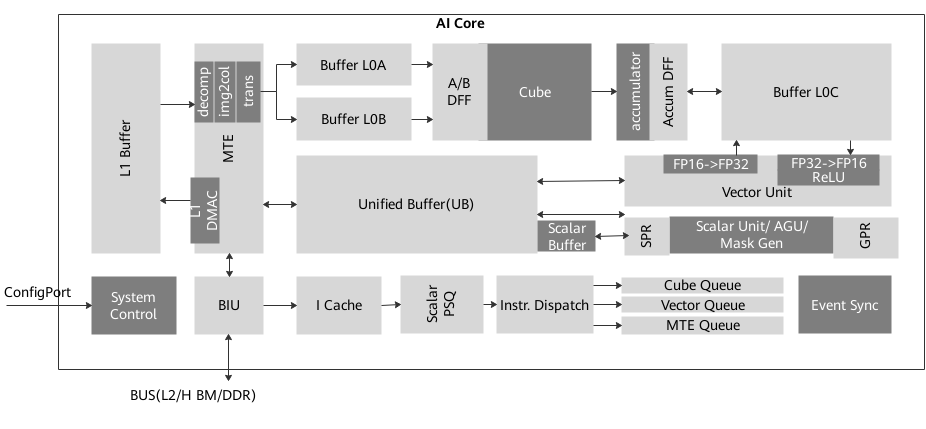 AI Core
L1 Buffer
decomp
img2col
trans
MTE
L1
DMAC
Buffer L0A
Buffer L0B
A/B
DFF
Cube
accumulator
Accum DFF
Buffer L0C
FP16->FP32
FP32->FP16
ReLU
Vector Unit
Unified Buffer(UB)
Scalar
Buffer
SPR
Scalar Unit/ AGU/
Mask Gen
GPR
ConfigPort
System
Control
BIU
I Cache
Scalar
PSQ
Instr. Dispatch
Cube Queue
Vector Queue
MTE Queue
Event Sync
BUS(L2/H BM/DDR)